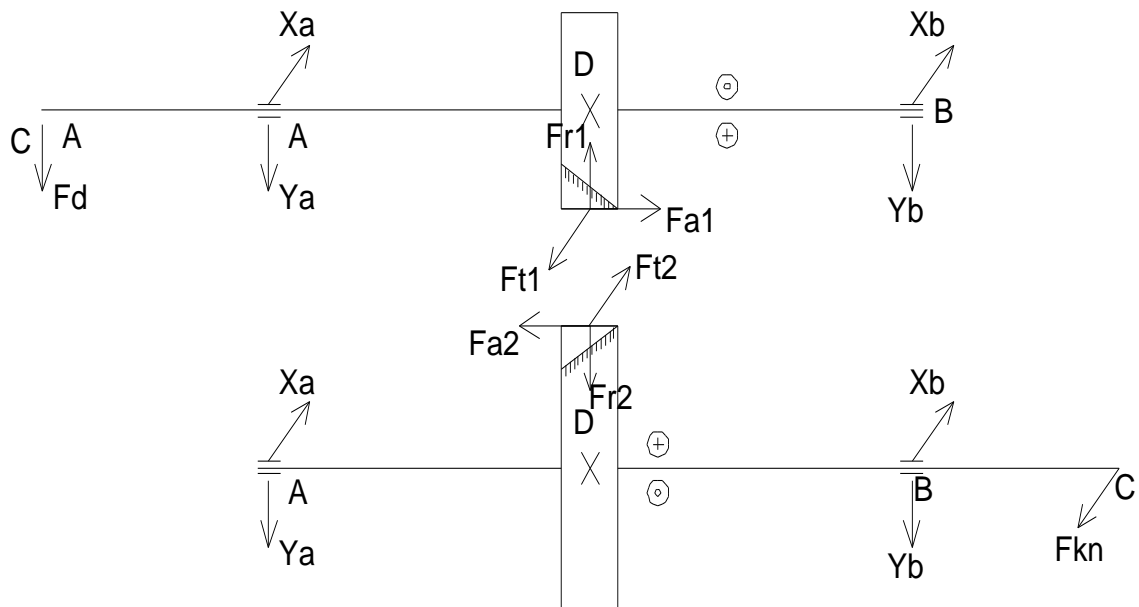 Xa Xb
D
C A A Fr1 B
Fd Ya Yb
Fa1
Ft1 Ft2
Fa2
Xa Fr2 Xb
D
A B C
Ya Yb Fkn